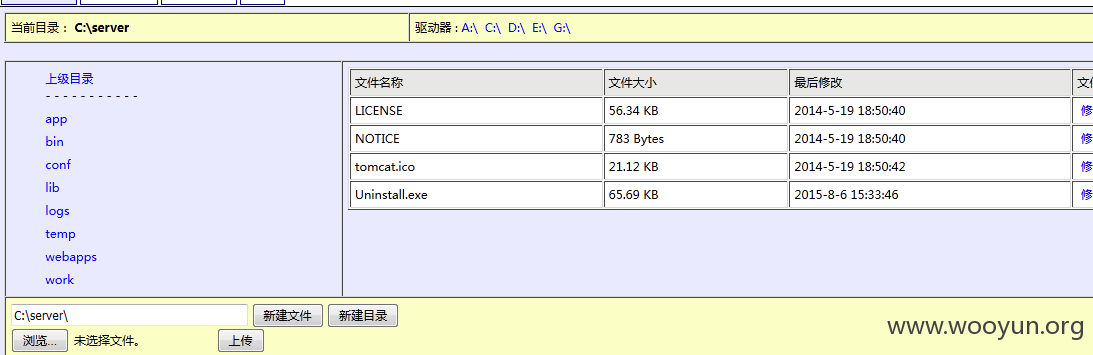 当前目录： C:\server
驱动器 : A:\ C:\ D:\ E:\ G:\
上级目录
- - - - - - - - - - -
app
bin
conf
lib
logs
temp
webapps
work
文件名称 文件大小 最后修改 文
LICENSE 56.34 KB 2014-5-19 18:50:40 修
NOTICE 783 Bytes 2014-5-19 18:50:40 修
tomcat.ico 21.12 KB 2014-5-19 18:50:42 修
Uninstall.exe 65.69 KB 2015-8-6 15:33:46 修
C:\server\ 新建文件 新建目录
浏览... 未选择文件。 上传
www.wooyun.org